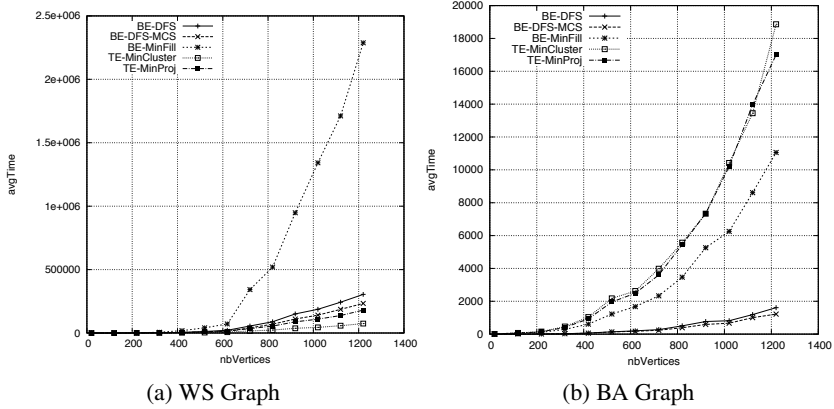 BE-DFS
BE-DFS-MCS
BE-MinFill
TE-MinCluster
TE-MinProj
2.5e+006
2e+006
1.5e+006
1e+006
500000
0
avgTime
0 200 400 600 800 1000 1200 1400
nbVertices
(a) WS Graph
BE-DFS
BE-DFS-MCS
BE-MinFill
TE-MinCluster
TE-MinProj
20000
18000
16000
14000
12000
10000
8000
6000
4000
2000
0
avgTime
0 200 400 600 800 1000 1200 1400
nbVertices
(b) BA Graph